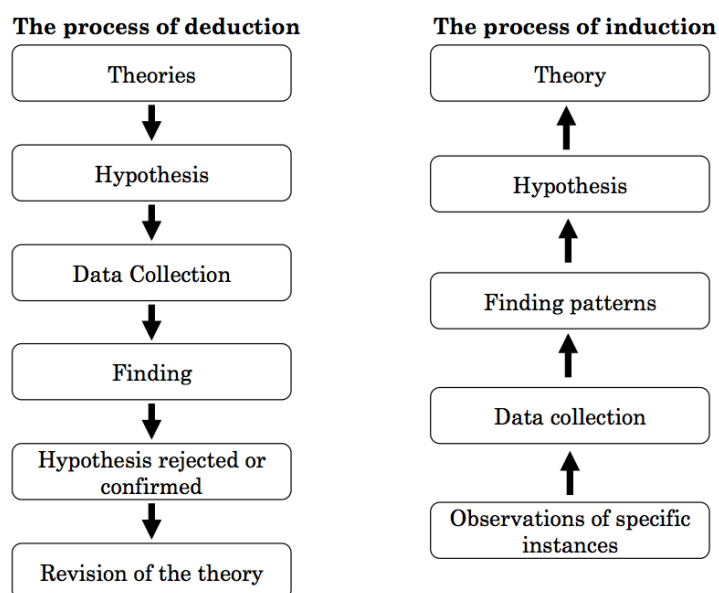 The process of deduction
Theories
Hypothesis
Data Collection
Finding
Hypothesis rejected or
confirmed
Revision of the theory
The process of induction
Theory
Hypothesis
Finding patterns
Data collection
Observations of specific
instances